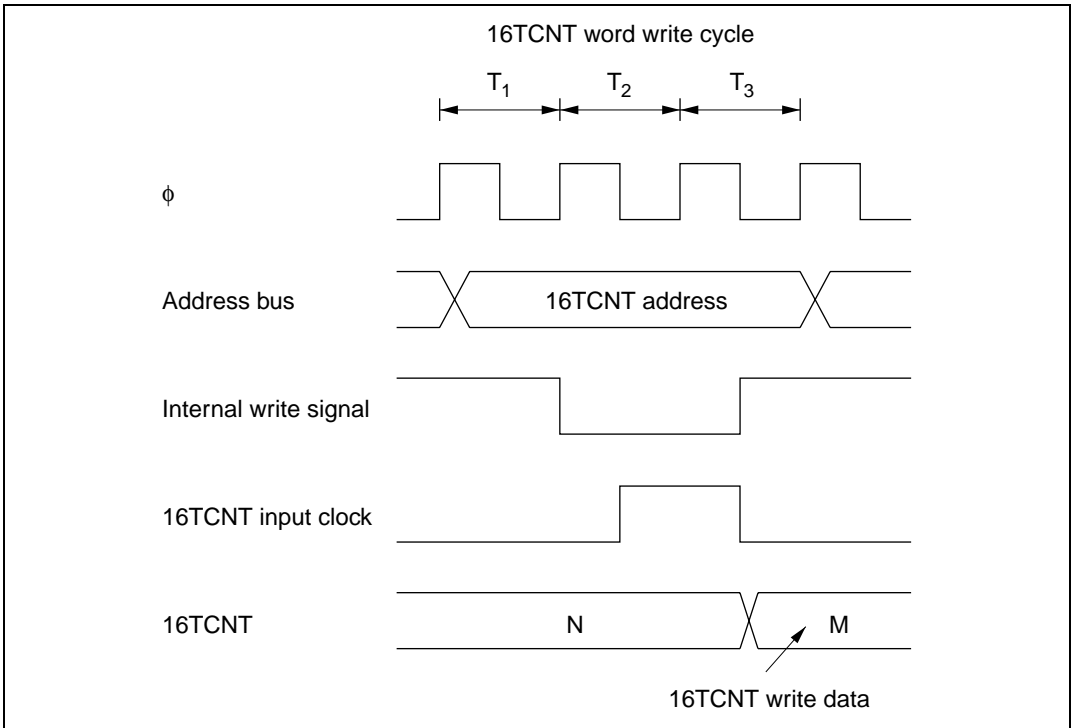 16TCNT word write cycle
T₁ T₂ T₃
ϕ
Address bus 16TCNT address
Internal write signal
16TCNT input clock
16TCNT N M
16TCNT write data